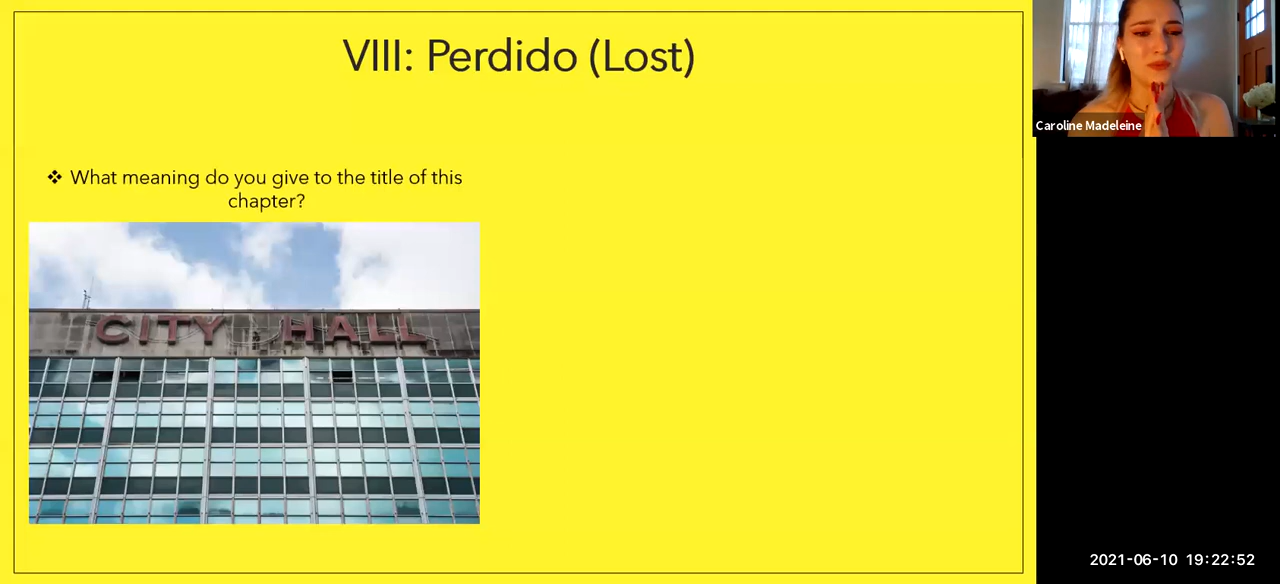 VIII: Perdido (Lost)
❖ What meaning do you give to the title of this
chapter?
CITY HALL
Caroline Madeleine
2021-06-10 19:22:52